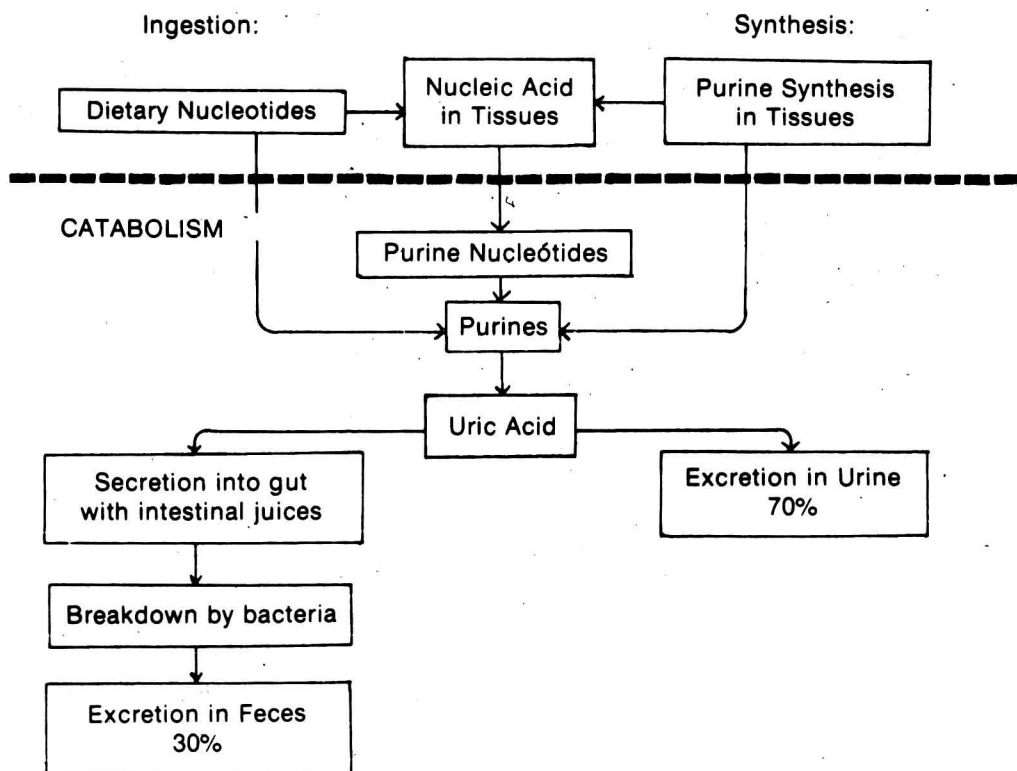 Ingestion:
Synthesis:
Dietary Nucleotides
Nucleic Acid
in Tissues
Purine Synthesis
in Tissues
CATABOLISM
Purine Nucleótides
Purines
Uric Acid
Secretion into gut
with intestinal juices
Excretion in Urine
70%
Breakdown by bacteria
Excretion in Feces
30%